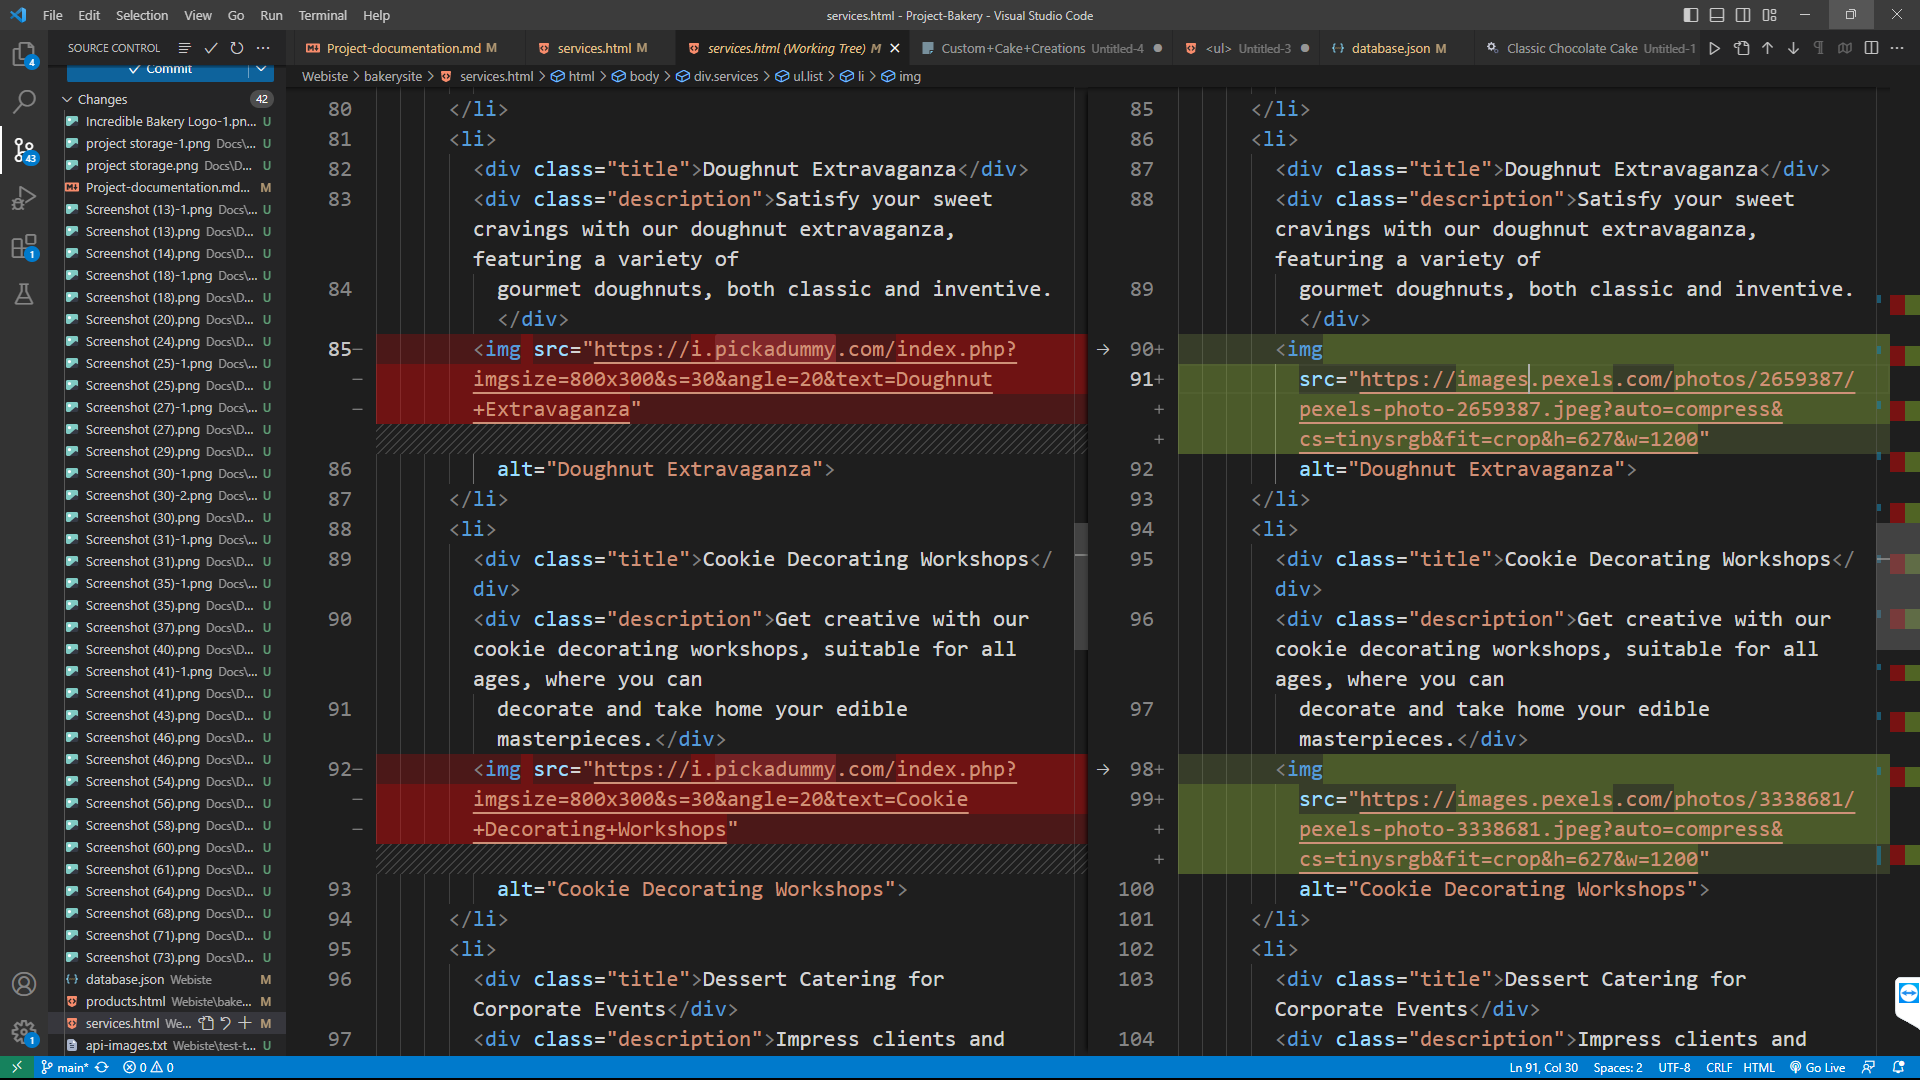 File Edit Selection View Go Run Terminal Help
services.html - Project-Bakery - Visual Studio Code
SOURCE CONTROL
Project-documentation.md M
services.html M
services.html (Working Tree) M
Custom+Cake+Creations Untitled-4
<ul> Untitled-3
database.json M
Classic Chocolate Cake Untitled-1
Commit
Webiste > bakerysite > services.html > html > body > div.services > ul.list > li > img
4
43
1
1
Changes 42
Incredible Bakery Logo-1.pn... U
project storage-1.png Docs\... U
project storage.png Docs\D... U
Project-documentation.md... M
Screenshot (13)-1.png Docs\... U
Screenshot (13).png Docs\D... U
Screenshot (14).png Docs\D... U
Screenshot (18)-1.png Docs\... U
Screenshot (18).png Docs\D... U
Screenshot (20).png Docs\D... U
Screenshot (24).png Docs\D... U
Screenshot (25)-1.png Docs\... U
Screenshot (25).png Docs\D... U
Screenshot (27)-1.png Docs\... U
Screenshot (27).png Docs\D... U
Screenshot (29).png Docs\D... U
Screenshot (30)-1.png Docs\... U
Screenshot (30)-2.png Docs\... U
Screenshot (30).png Docs\D... U
Screenshot (31)-1.png Docs\... U
Screenshot (31).png Docs\D... U
Screenshot (35)-1.png Docs\... U
Screenshot (35).png Docs\D... U
Screenshot (37).png Docs\D... U
Screenshot (40).png Docs\D... U
Screenshot (41)-1.png Docs\... U
Screenshot (41).png Docs\D... U
Screenshot (43).png Docs\D... U
Screenshot (46).png Docs\D... U
Screenshot (46).png Docs\D... U
Screenshot (54).png Docs\D... U
Screenshot (56).png Docs\D... U
Screenshot (58).png Docs\D... U
Screenshot (60).png Docs\D... U
Screenshot (61).png Docs\D... U
Screenshot (64).png Docs\D... U
Screenshot (68).png Docs\D... U
Screenshot (71).png Docs\D... U
Screenshot (73).png Docs\D... U
database.json Webiste M
products.html Webiste\bake... M
services.html We... M
api-images.txt Webiste\test-t... U
80 </li>
81 <li>
82 <div class="title">Doughnut Extravaganza</div>
83 <div class="description">Satisfy your sweet
cravings with our doughnut extravaganza,
featuring a variety of
84 gourmet doughnuts, both classic and inventive.
</div>
85− <img src="https://i.pickadummy.com/index.php?
− imgsize=800x300&s=30&angle=20&text=Doughnut
− +Extravaganza"
86 alt="Doughnut Extravaganza">
87 </li>
88 <li>
89 <div class="title">Cookie Decorating Workshops</
div>
90 <div class="description">Get creative with our
cookie decorating workshops, suitable for all
ages, where you can
91 decorate and take home your edible
masterpieces.</div>
92− <img src="https://i.pickadummy.com/index.php?
− imgsize=800x300&s=30&angle=20&text=Cookie
− +Decorating+Workshops"
93 alt="Cookie Decorating Workshops">
94 </li>
95 <li>
96 <div class="title">Dessert Catering for
Corporate Events</div>
97 <div class="description">Impress clients and
85 </li>
86 <li>
87 <div class="title">Doughnut Extravaganza</div>
88 <div class="description">Satisfy your sweet
cravings with our doughnut extravaganza,
featuring a variety of
89 gourmet doughnuts, both classic and inventive.
</div>
→ 90+ <img
91+ src="https://images.pexels.com/photos/2659387/
+ pexels-photo-2659387.jpeg?auto=compress&
+ cs=tinysrgb&fit=crop&h=627&w=1200"
92 alt="Doughnut Extravaganza">
93 </li>
94 <li>
95 <div class="title">Cookie Decorating Workshops</
div>
96 <div class="description">Get creative with our
cookie decorating workshops, suitable for all
ages, where you can
97 decorate and take home your edible
masterpieces.</div>
→ 98+ <img
99+ src="https://images.pexels.com/photos/3338681/
+ pexels-photo-3338681.jpeg?auto=compress&
+ cs=tinysrgb&fit=crop&h=627&w=1200"
100 alt="Cookie Decorating Workshops">
101 </li>
102 <li>
103 <div class="title">Dessert Catering for
Corporate Events</div>
104 <div class="description">Impress clients and
main* 0 0
Ln 91, Col 30 Spaces: 2 UTF-8 CRLF HTML Go Live